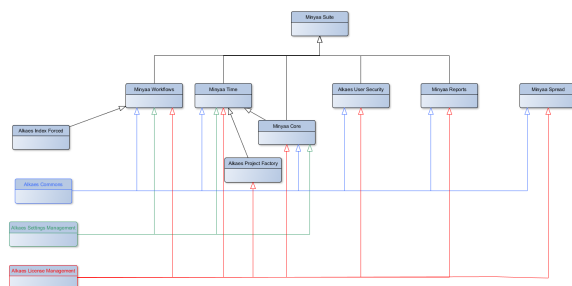 Minyaa Suite
Minyaa Workflows
Minyaa Time
Alkaes User Security
Minyaa Reports
Minyaa Spread
Alkaes Index Forced
Minyaa Core
Alkaes Project Factory
Alkaes Commons
Alkaes Settings Management
Alkaes License Management